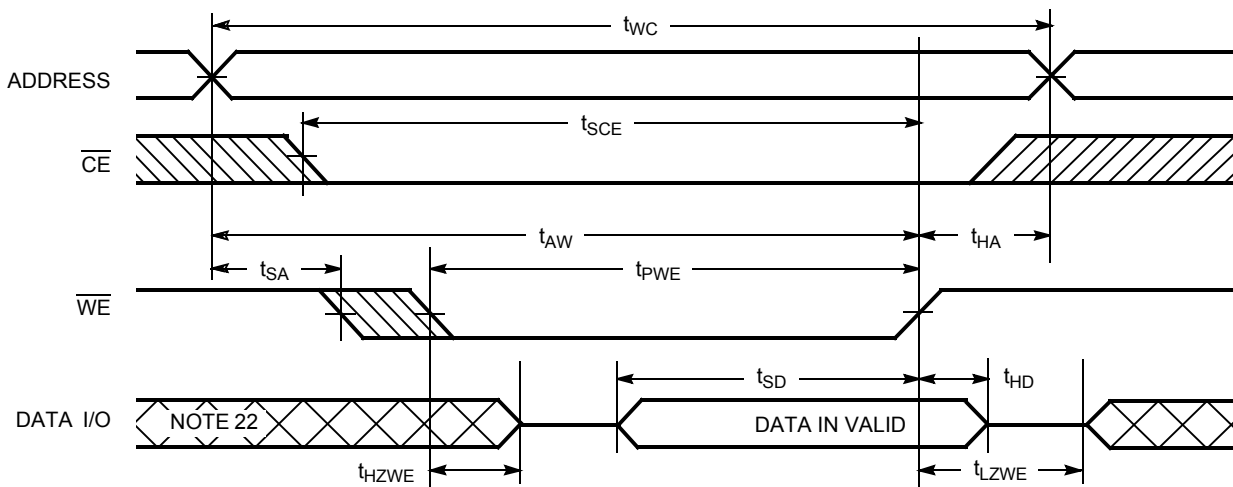 tWC
ADDRESS
tSCE
CE
tAW
tHA
tSA
tPWE
WE
tSD
tHD
DATA I/O
NOTE 22
DATA IN VALID
tHZWE
tLZWE